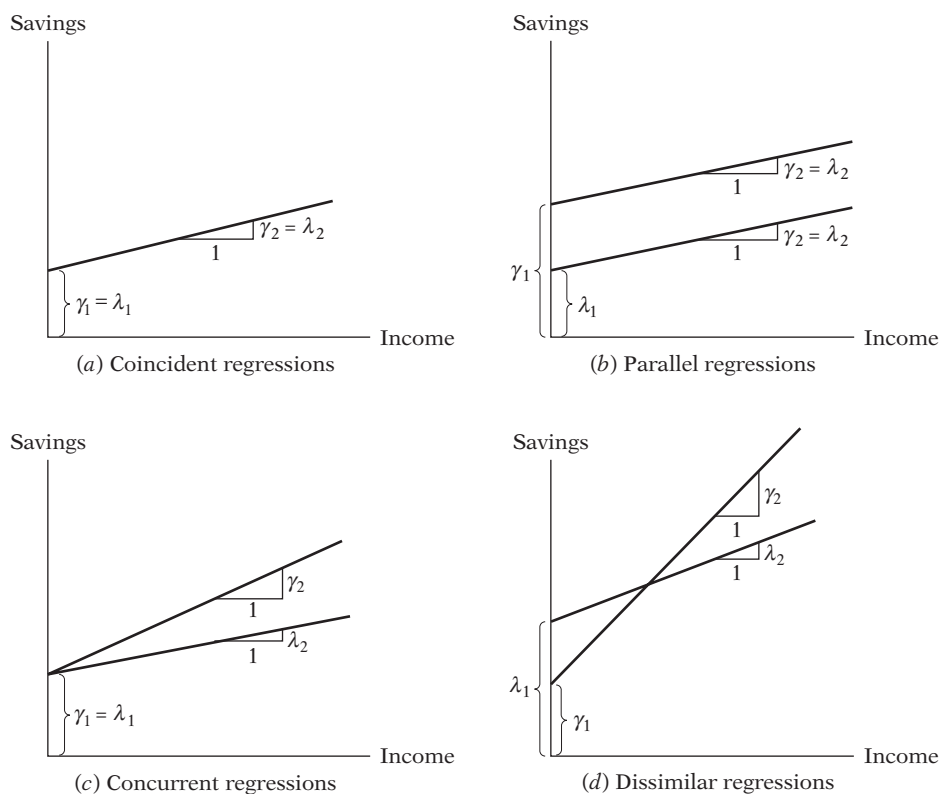 Savings
γ₂ = λ₂
1
γ₁ = λ₁
Income
(a) Coincident regressions
Savings
γ₂ = λ₂
1
γ₂ = λ₂
1
γ₁
λ₁
Income
(b) Parallel regressions
Savings
γ₂
1
λ₂
1
γ₁ = λ₁
Income
(c) Concurrent regressions
Savings
γ₂
1
λ₂
1
λ₁
γ₁
Income
(d) Dissimilar regressions